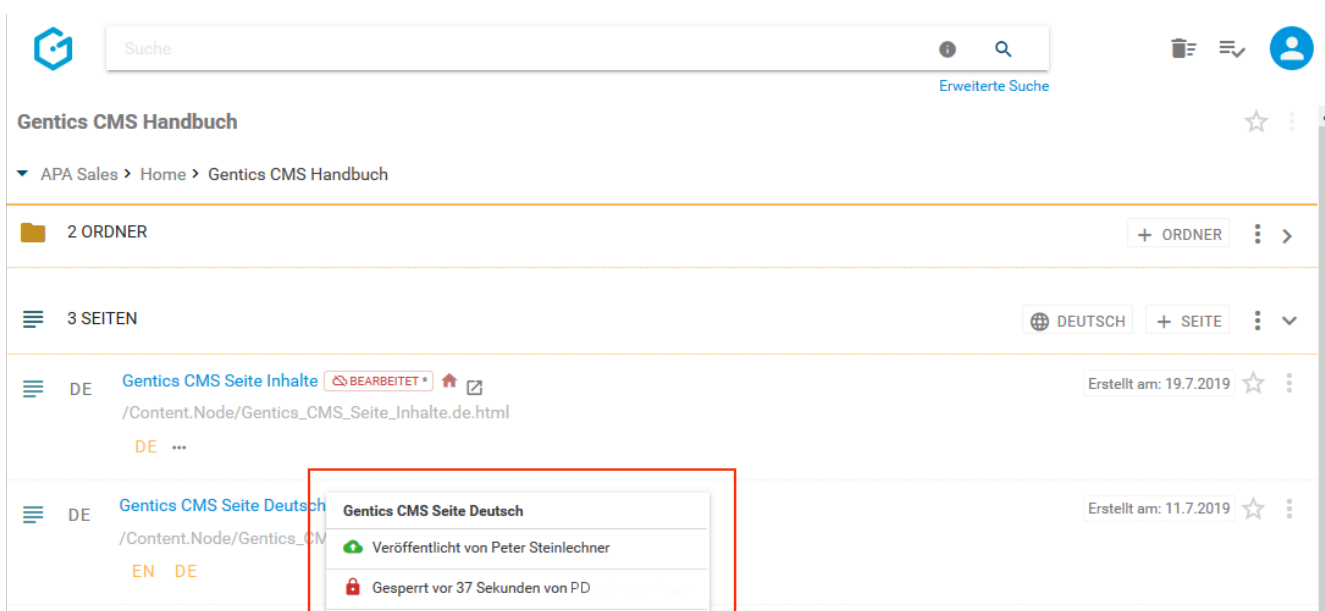 Suche
Erweiterte Suche
Gentics CMS Handbuch
APA Sales > Home > Gentics CMS Handbuch
2 ORDNER + ORDNER
3 SEITEN DEUTSCH + SEITE
DE Gentics CMS Seite Inhalte BEARBEITET * Erstellt am: 19.7.2019
/Content.Node/Gentics_CMS_Seite_Inhalte.de.html
DE
DE Gentics CMS Seite Deutsch Gentics CMS Seite Deutsch Erstellt am: 11.7.2019
/Content.Node/Gentics_CM Veröffentlicht von Peter Steinlechner
EN DE Gesperrt vor 37 Sekunden von PD